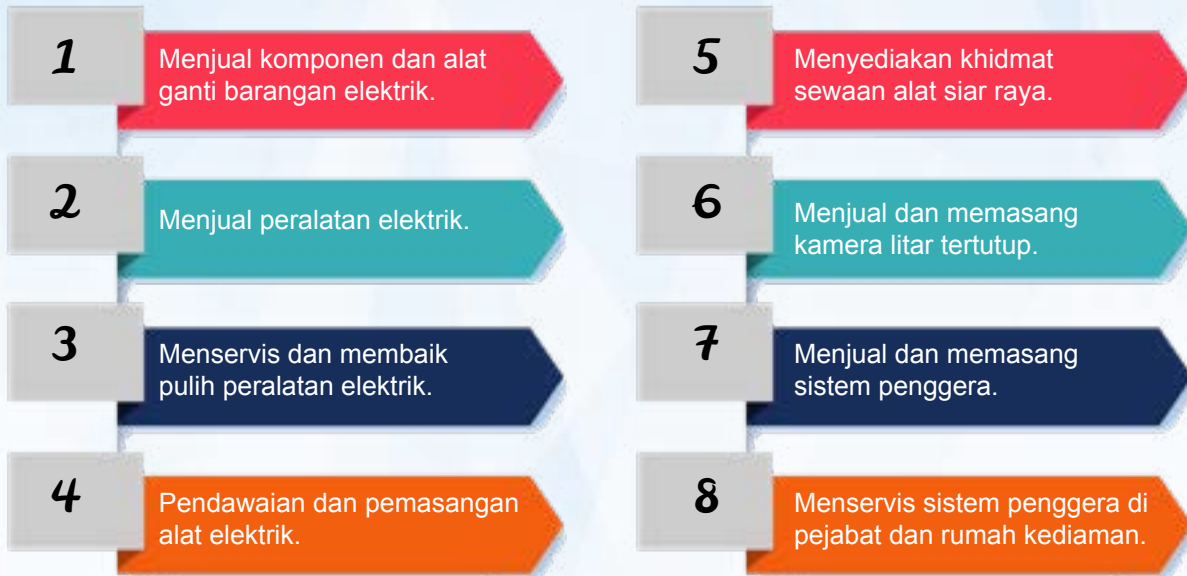 1
Menjual komponen dan alat
ganti barangan elektrik.
2
Menjual peralatan elektrik.
3
Menservis dan membaik
pulih peralatan elektrik.
4
Pendawaian dan pemasangan
alat elektrik.
5
Menyediakan khidmat
sewaan alat siar raya.
6
Menjual dan memasang
kamera litar tertutup.
7
Menjual dan memasang
sistem penggera.
8
Menservis sistem penggera di
pejabat dan rumah kediaman.